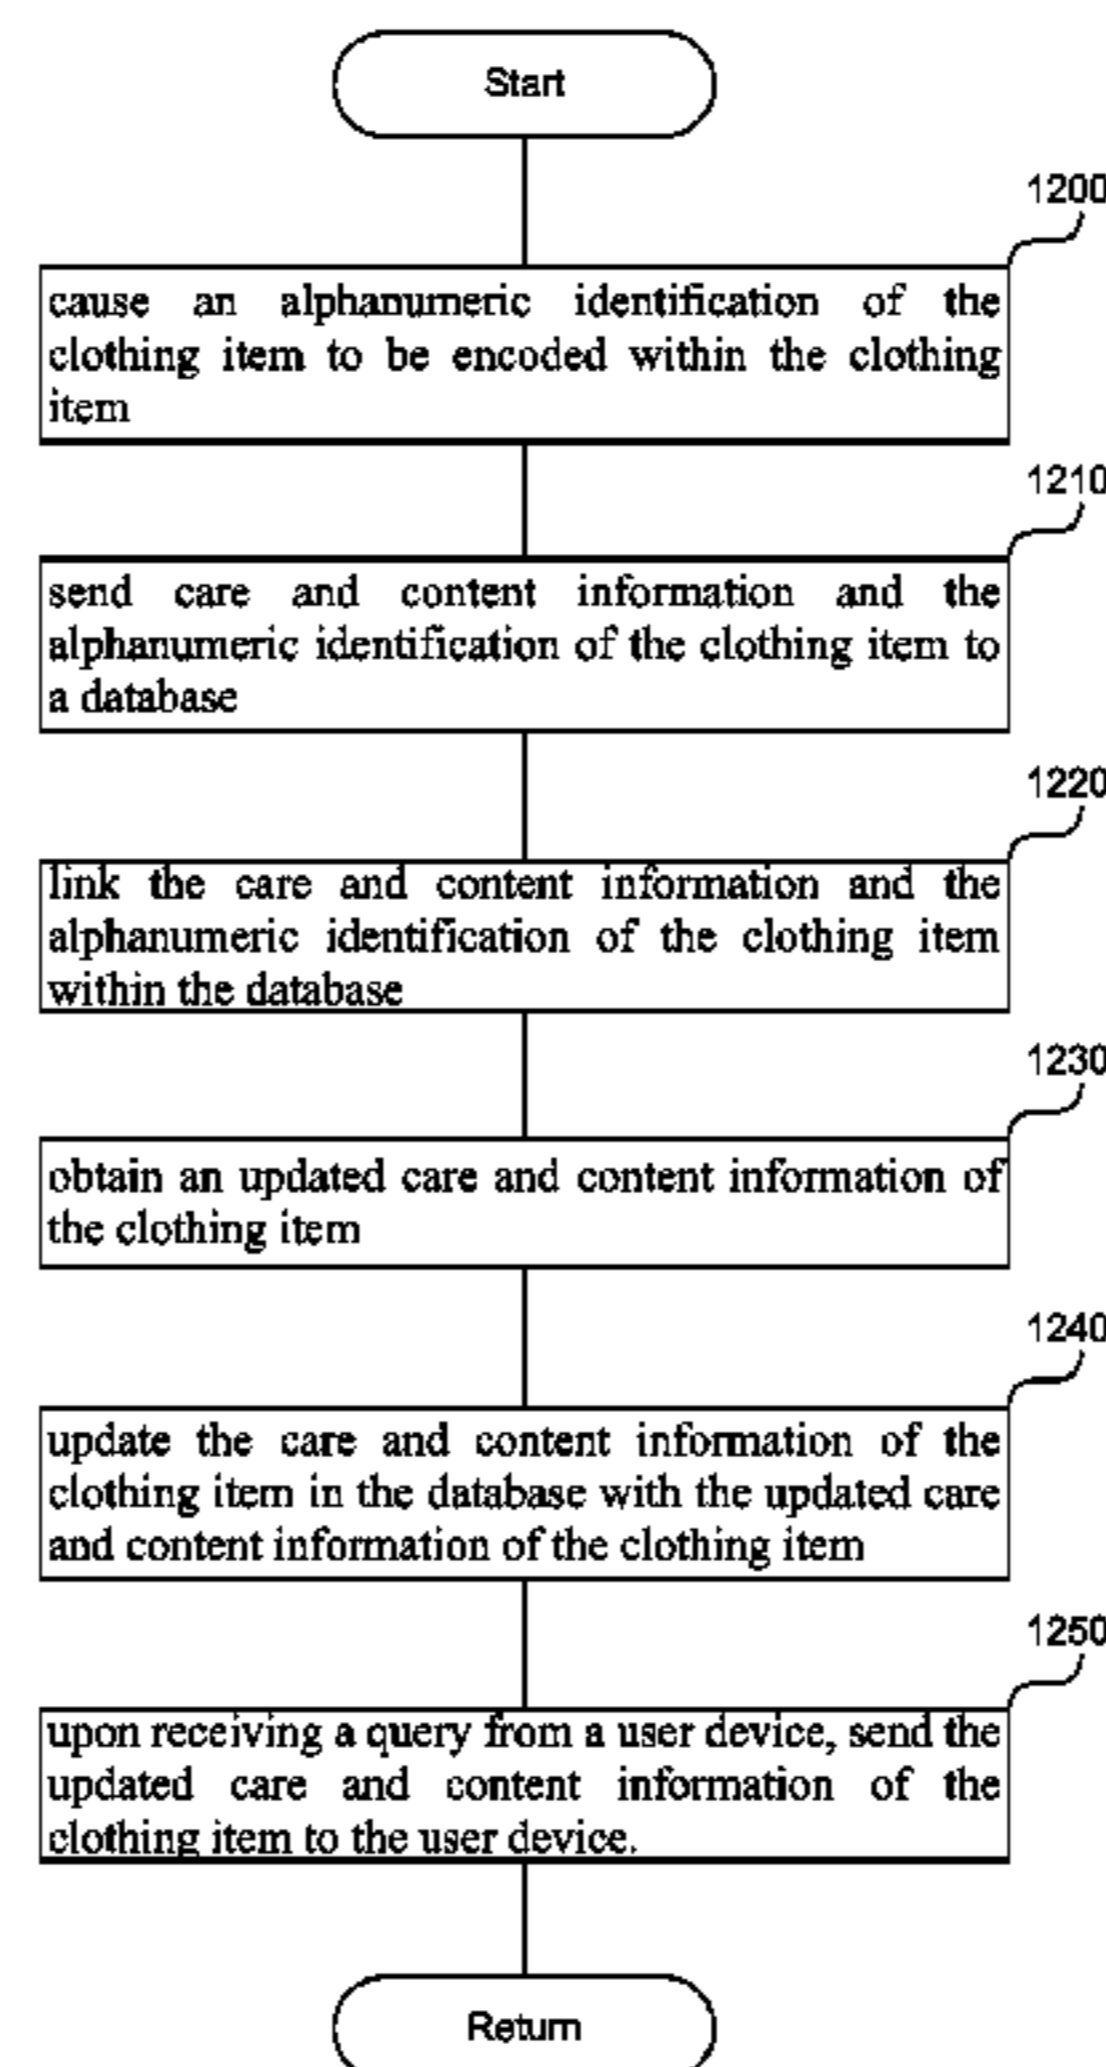 Start
1200
cause an alphanumeric identification of the
clothing item to be encoded within the clothing
item
1210
send care and content information and the
alphanumeric identification of the clothing item to
a database
1220
link the care and content information and the
alphanumeric identification of the clothing item
within the database
1230
obtain an updated care and content information of
the clothing item
1240
update the care and content information of the
clothing item in the database with the updated care
and content information of the clothing item
1250
upon receiving a query from a user device, send the
updated care and content information of the
clothing item to the user device.
Return